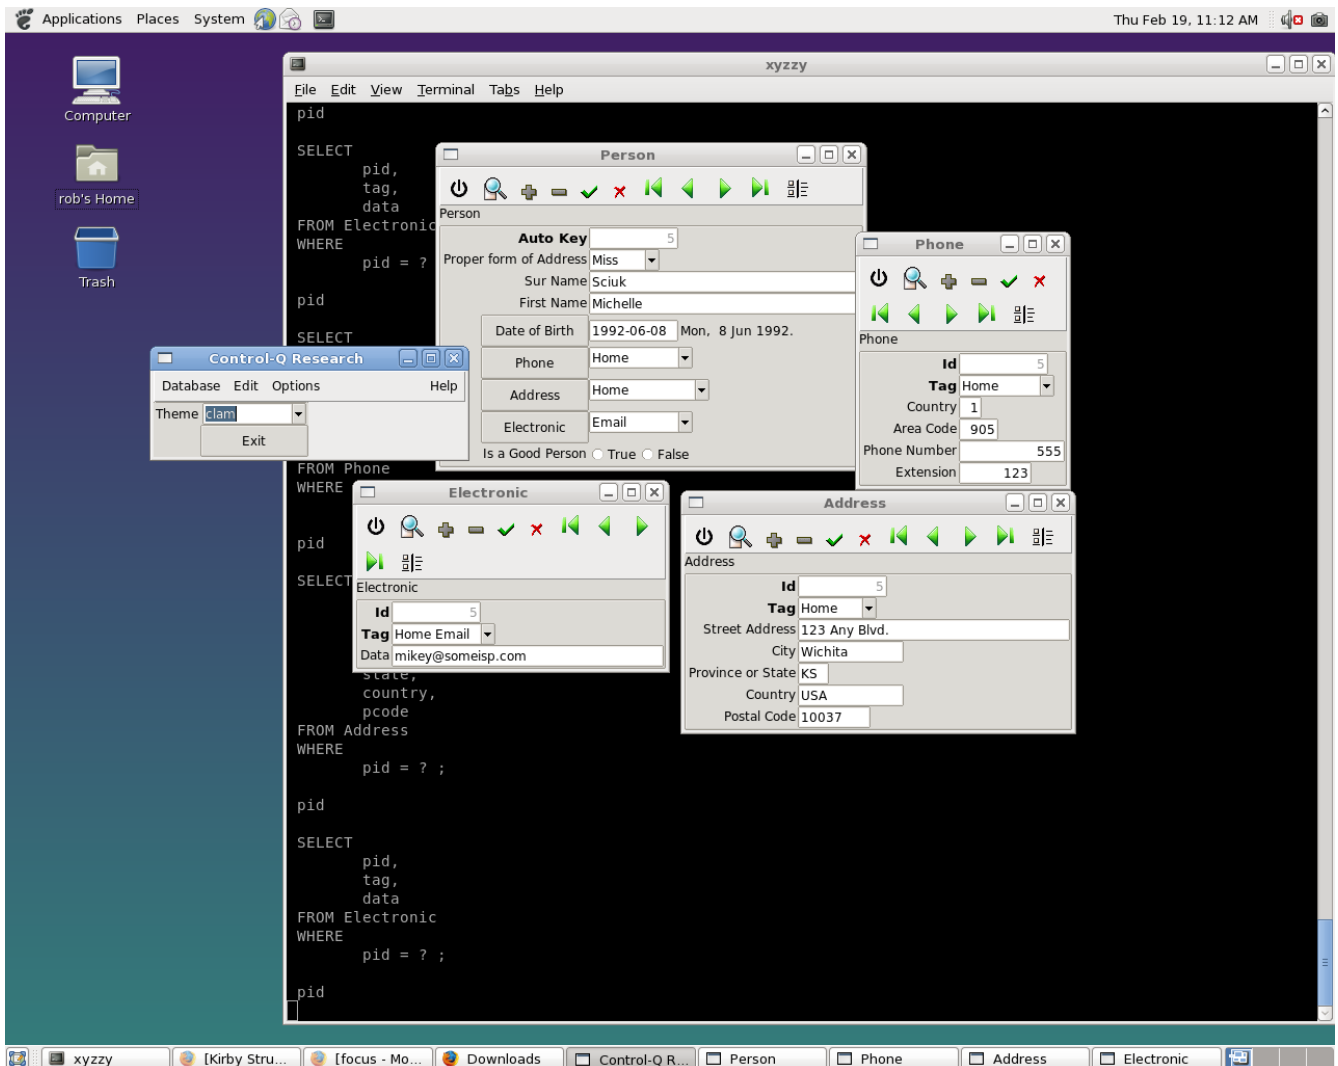 Applications Places System Thu Feb 19, 11:12 AM
Computer
rob's Home
Trash
xyzzy
File Edit View Terminal Tabs Help
pid
SELECT
pid,
tag,
data
FROM Electronic
WHERE
pid = ?
pid
SELECT
FROM Phone
WHERE
pid
SELECT
state,
country,
pcode
FROM Address
WHERE
pid = ? ;
pid
SELECT
pid,
tag,
data
FROM Electronic
WHERE
pid = ? ;
pid
Person
Person
Auto Key 5
Proper form of Address Miss
Sur Name Sciuk
First Name Michelle
Date of Birth 1992-06-08 Mon, 8 Jun 1992.
Phone Home
Address Home
Electronic Email
Is a Good Person True False
Phone
Phone
Id 5
Tag Home
Country 1
Area Code 905
Phone Number 555
Extension 123
Control-Q Research
Database Edit Options Help
Theme clam
Exit
Electronic
Electronic
Id 5
Tag Home Email
Data mikey@someisp.com
Address
Address
Id 5
Tag Home
Street Address 123 Any Blvd.
City Wichita
Province or State KS
Country USA
Postal Code 10037
xyzzy [Kirby Stru... [focus - Mo... Downloads Control-Q R... Person Phone Address Electronic